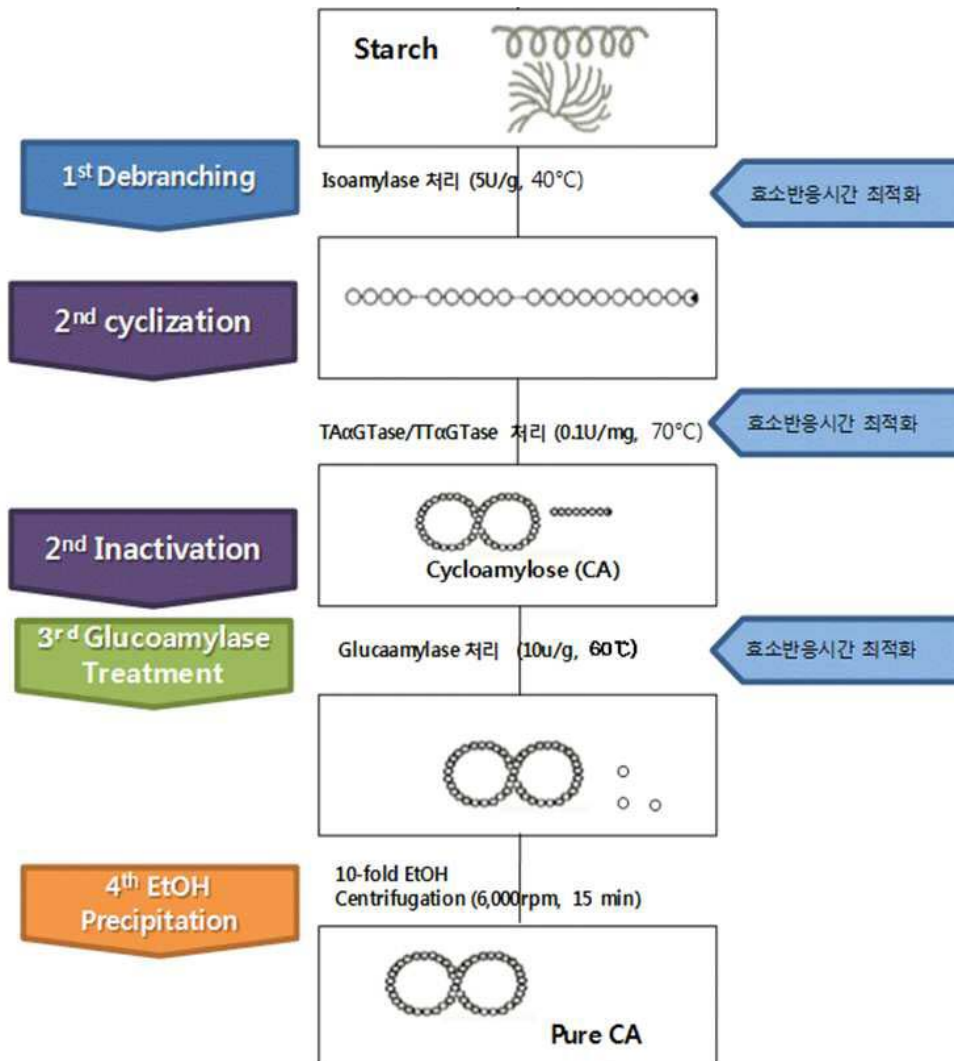 Starch
1st Debranching
Isoamylase 처리 (5U/g, 40°C)
효소반응시간 최적화
2nd cyclization
TAαGTase/TTαGTase 처리 (0.1U/mg, 70°C)
효소반응시간 최적화
2nd Inactivation
Cycloamylose (CA)
3rd Glucoamylase
Treatment
Glucaamylase 처리 (10u/g, 60℃)
효소반응시간 최적화
4th EtOH
Precipitation
10-fold EtOH
Centrifugation (6,000rpm, 15 min)
Pure CA